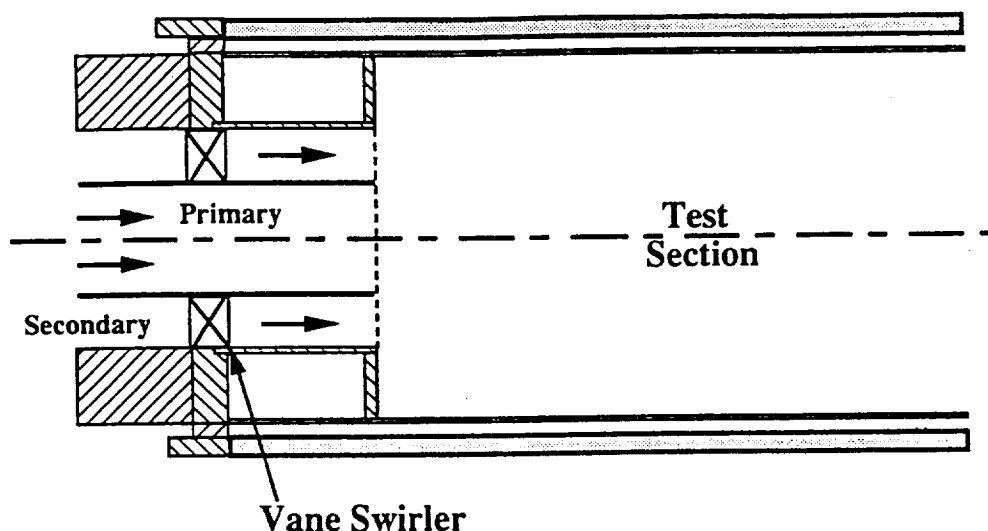 Primary
Test
Section
Secondary
Vane Swirler